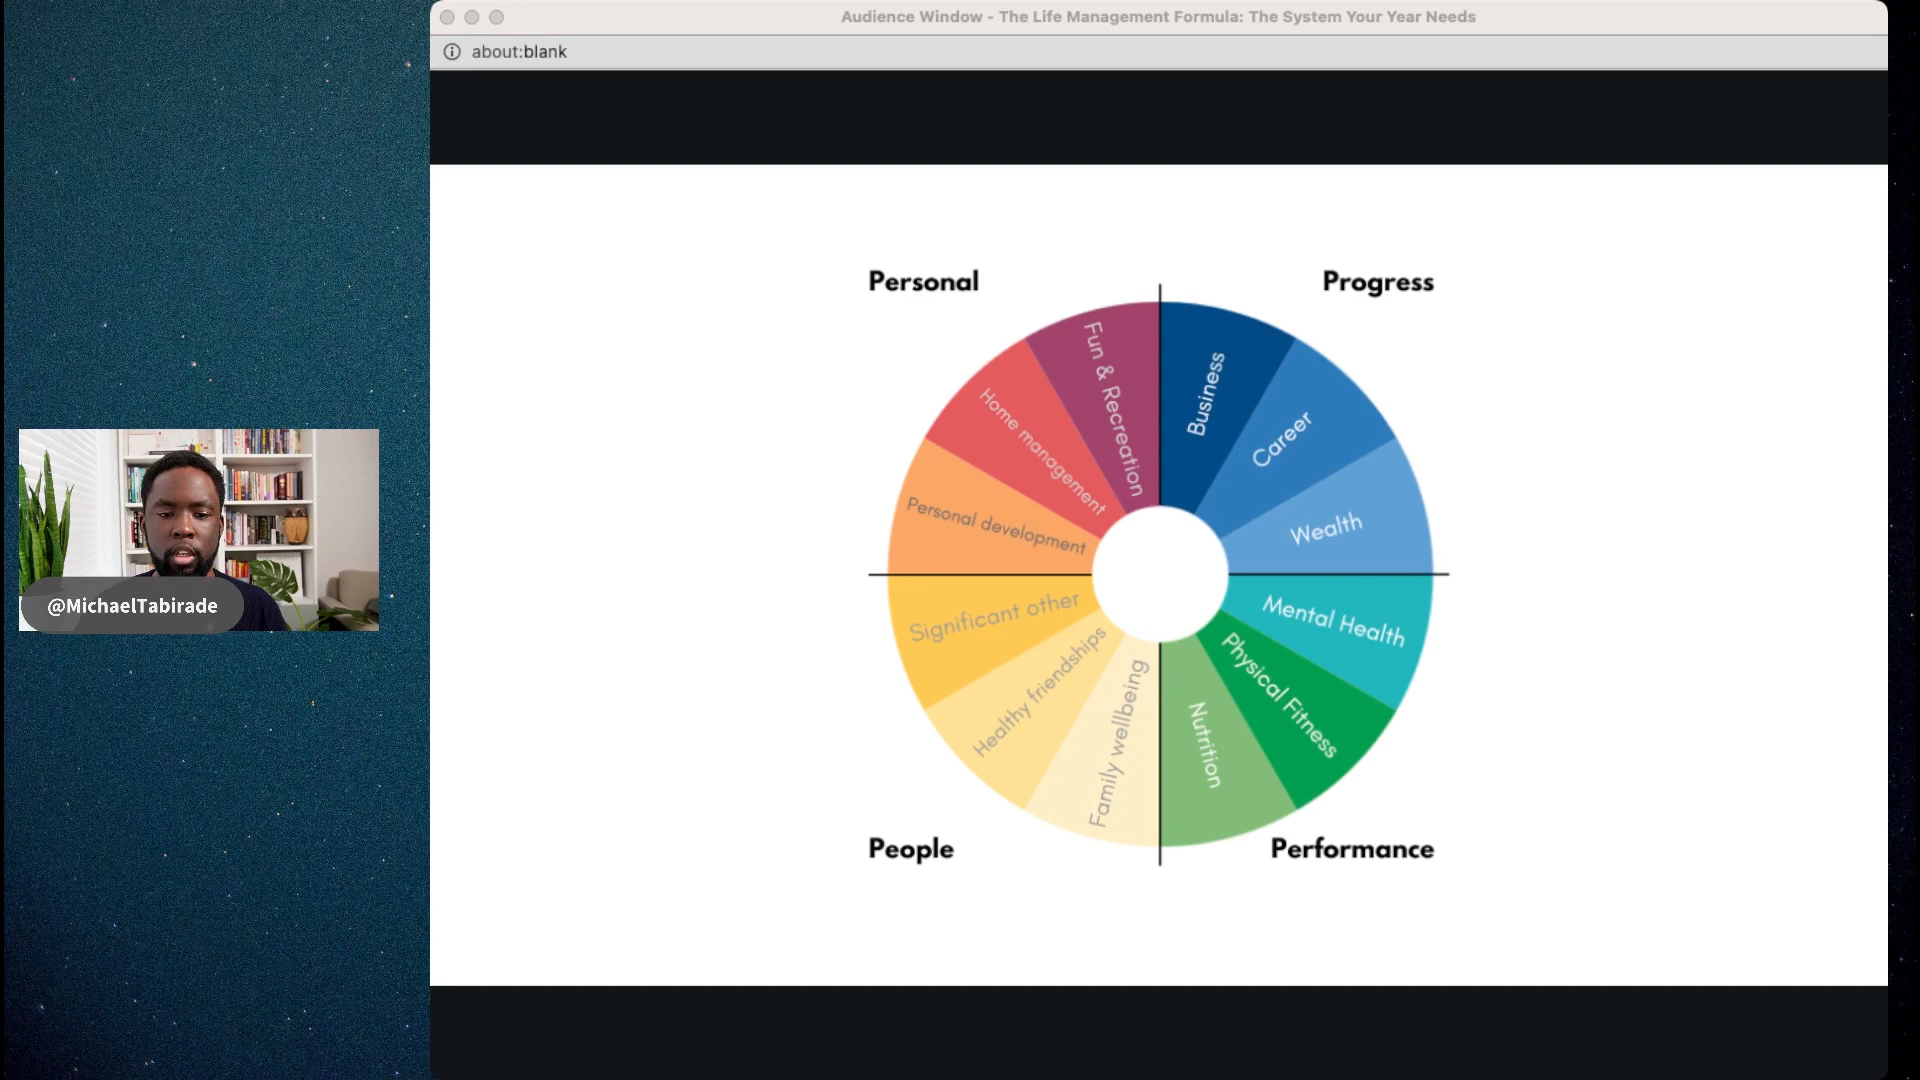 Audience Window - The Life Management Formula: The System Your Year Needs
about:blank
Personal
Progress
Fun & Recreation
Business
Home management
Career
Personal development
Wealth
Significant other
Mental Health
Healthy friendships
Physical Fitness
Family wellbeing
Nutrition
People
Performance
@MichaelTabirade